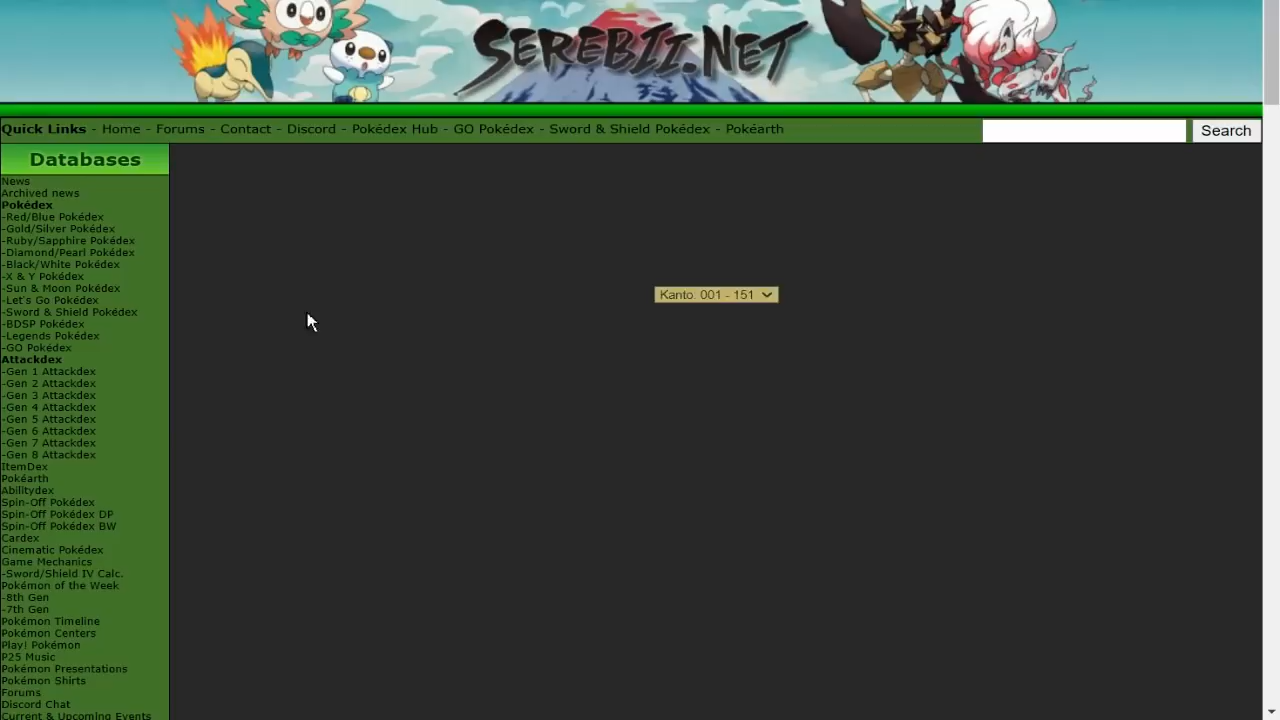 SEREBII.NET
Quick Links - Home - Forums - Contact - Discord - Pokédex Hub - GO Pokédex - Sword & Shield Pokédex - Pokéarth
Search
Databases
News
Archived news
Pokédex
-Red/Blue Pokédex
-Gold/Silver Pokédex
-Ruby/Sapphire Pokédex
-Diamond/Pearl Pokédex
-Black/White Pokédex
-X & Y Pokédex
-Sun & Moon Pokédex
-Let's Go Pokédex
-Sword & Shield Pokédex
-BDSP Pokédex
-Legends Pokédex
-GO Pokédex
Attackdex
-Gen 1 Attackdex
-Gen 2 Attackdex
-Gen 3 Attackdex
-Gen 4 Attackdex
-Gen 5 Attackdex
-Gen 6 Attackdex
-Gen 7 Attackdex
-Gen 8 Attackdex
ItemDex
Pokéarth
Abilitydex
Spin-Off Pokédex
Spin-Off Pokédex DP
Spin-Off Pokédex BW
Cardex
Cinematic Pokédex
Game Mechanics
-Sword/Shield IV Calc.
Pokémon of the Week
-8th Gen
-7th Gen
Pokémon Timeline
Pokémon Centers
Play! Pokémon
P25 Music
Pokémon Presentations
Pokémon Shirts
Forums
Discord Chat
Current & Upcoming Events
Kanto: 001 - 151